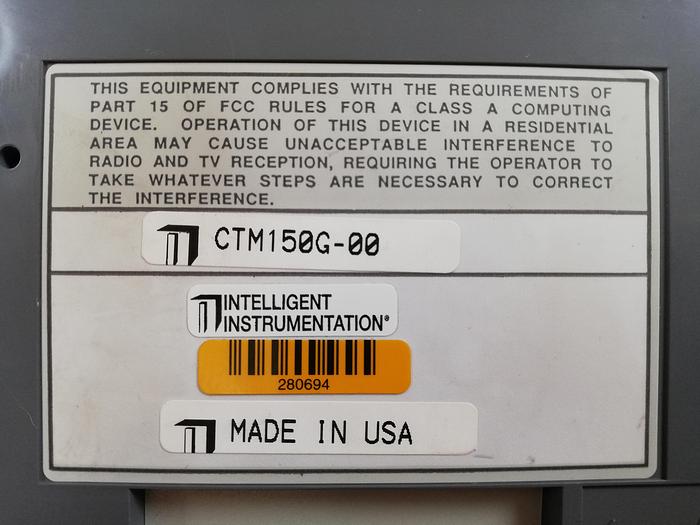 THIS EQUIPMENT COMPLIES WITH THE REQUIREMENTS OF
PART 15 OF FCC RULES FOR A CLASS A COMPUTING
DEVICE. OPERATION OF THIS DEVICE IN A RESIDENTIAL
AREA MAY CAUSE UNACCEPTABLE INTERFERENCE TO
RADIO AND TV RECEPTION, REQUIRING THE OPERATOR TO
TAKE WHATEVER STEPS ARE NECESSARY TO CORRECT
THE INTERFERENCE.
CTM150G-00
INTELLIGENT
INSTRUMENTATION®
280694
MADE IN USA